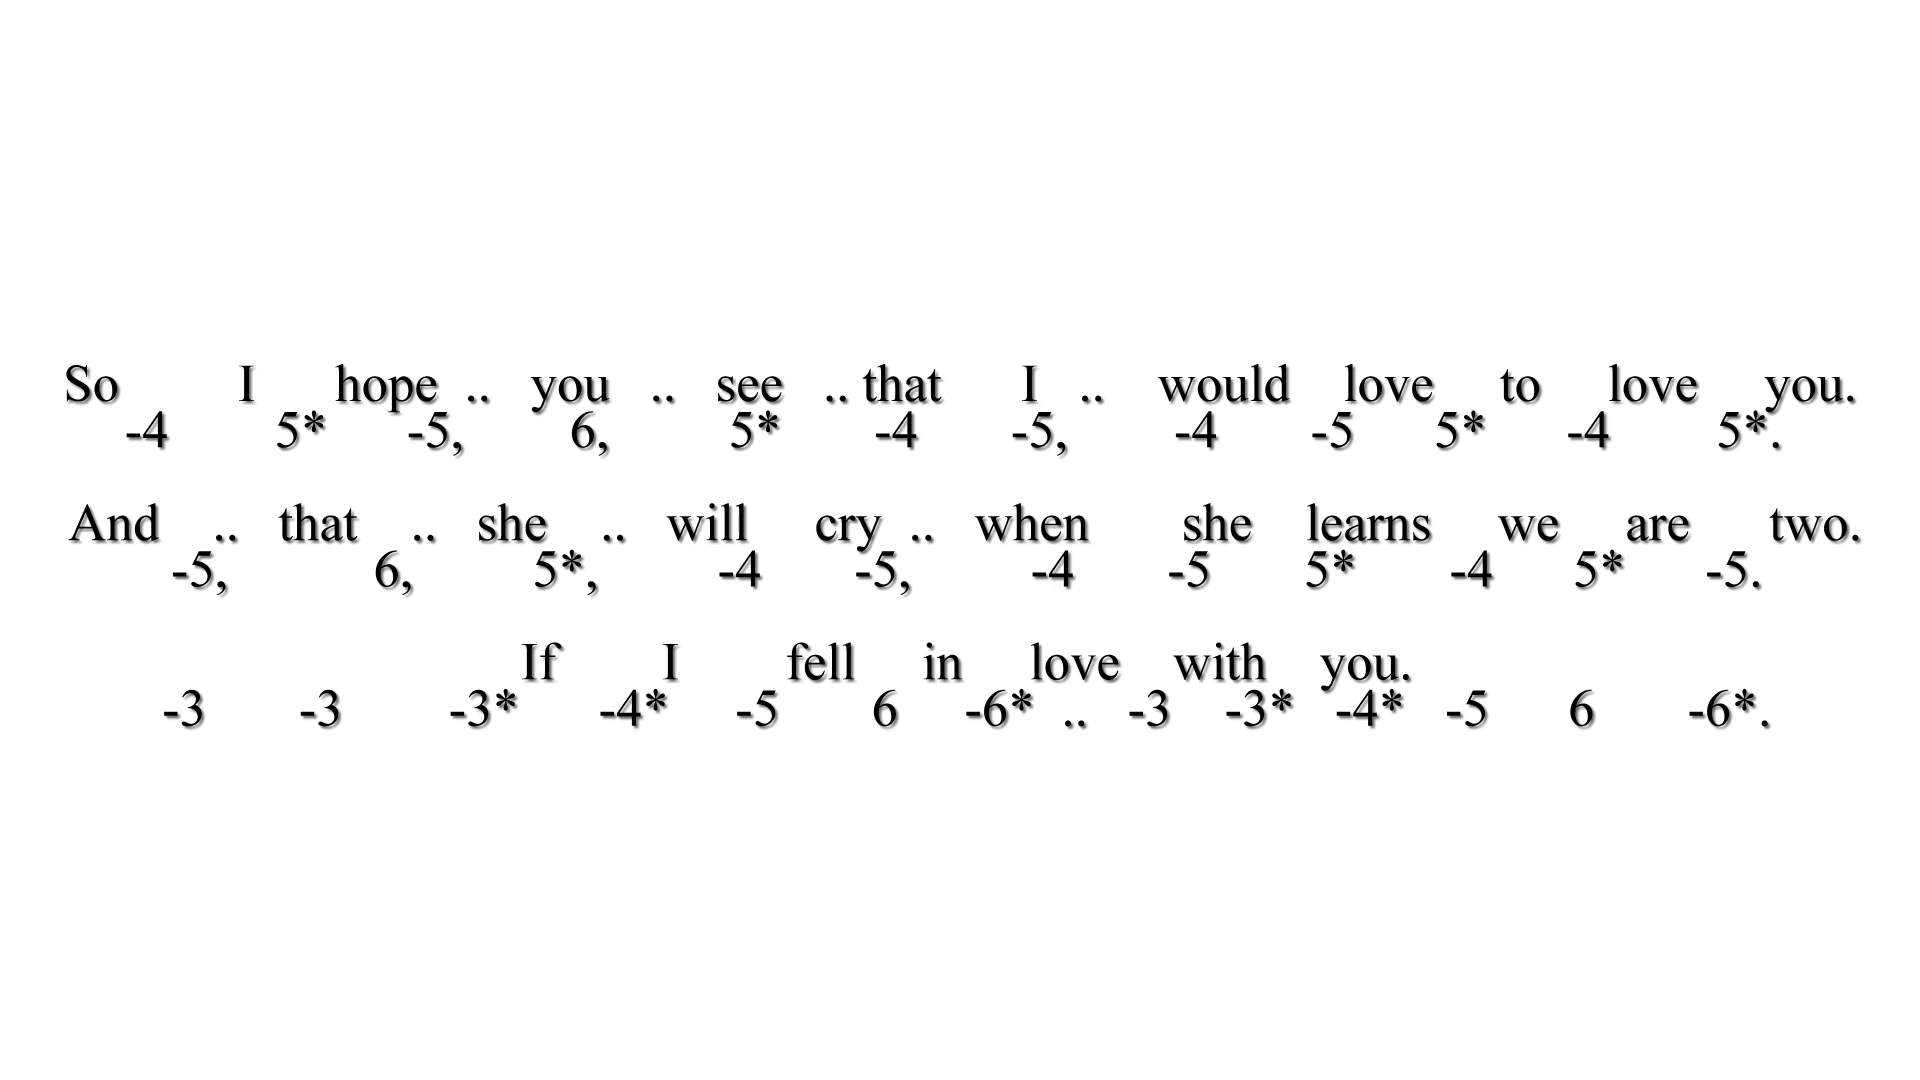 So I hope .. you .. see .. that I .. would love to love you.
-4 5* -5, 6, 5* -4 -5, -4 -5 5* -4 5*.
And .. that .. she .. will cry .. when she learns we are two.
-5, 6, 5*, -4 -5, -4 -5 5* -4 5* -5.
If I fell in love with you.
-3 -3 -3* -4* -5 6 -6* .. -3 -3* -4* -5 6 -6*.